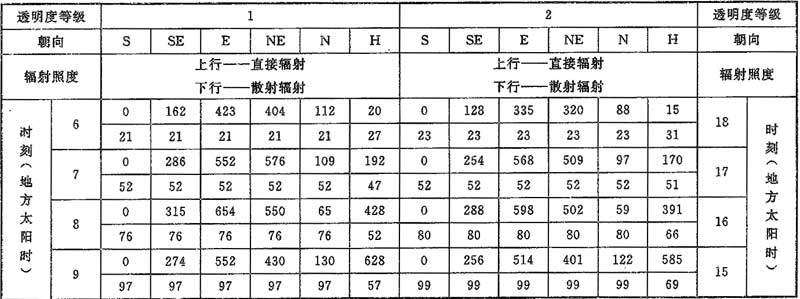 透明度等级 1 2 透明度等级
朝向 S SE E NE N H S SE E NE N H 朝向
辐射照度 上行——直接辐射 上行——直接辐射 辐射照度
下行——散射辐射 下行——散射辐射
时刻(地方太阳时) 时刻(地方太阳时)
6 0 162 423 404 112 20 0 128 335 320 88 15 18
21 21 21 21 21 27 23 23 23 23 23 31
7 0 286 552 576 109 192 0 254 568 509 97 170 17
52 52 52 52 52 47 52 52 52 52 52 51
8 0 315 654 550 65 428 0 288 598 502 59 391 16
76 76 76 76 76 52 80 80 80 80 80 66
9 0 274 552 430 130 628 0 256 514 401 122 585 15
97 97 97 97 97 57 99 99 99 99 99 69